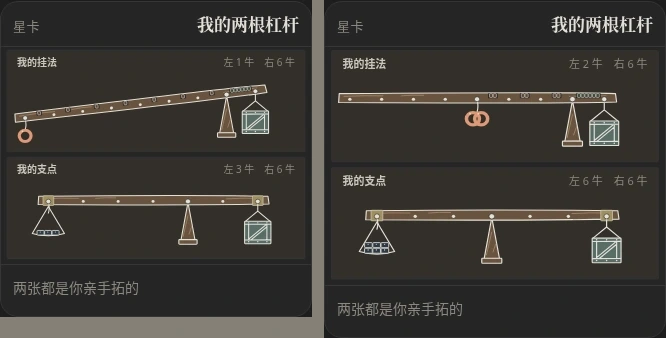 星卡 我的两根杠杆
我的挂法 左1牛 右6牛
我的支点 左3牛 右6牛
两张都是你亲手拓的
星卡 我的两根杠杆
我的挂法 左2牛 右6牛
我的支点 左6牛 右6牛
两张都是你亲手拓的